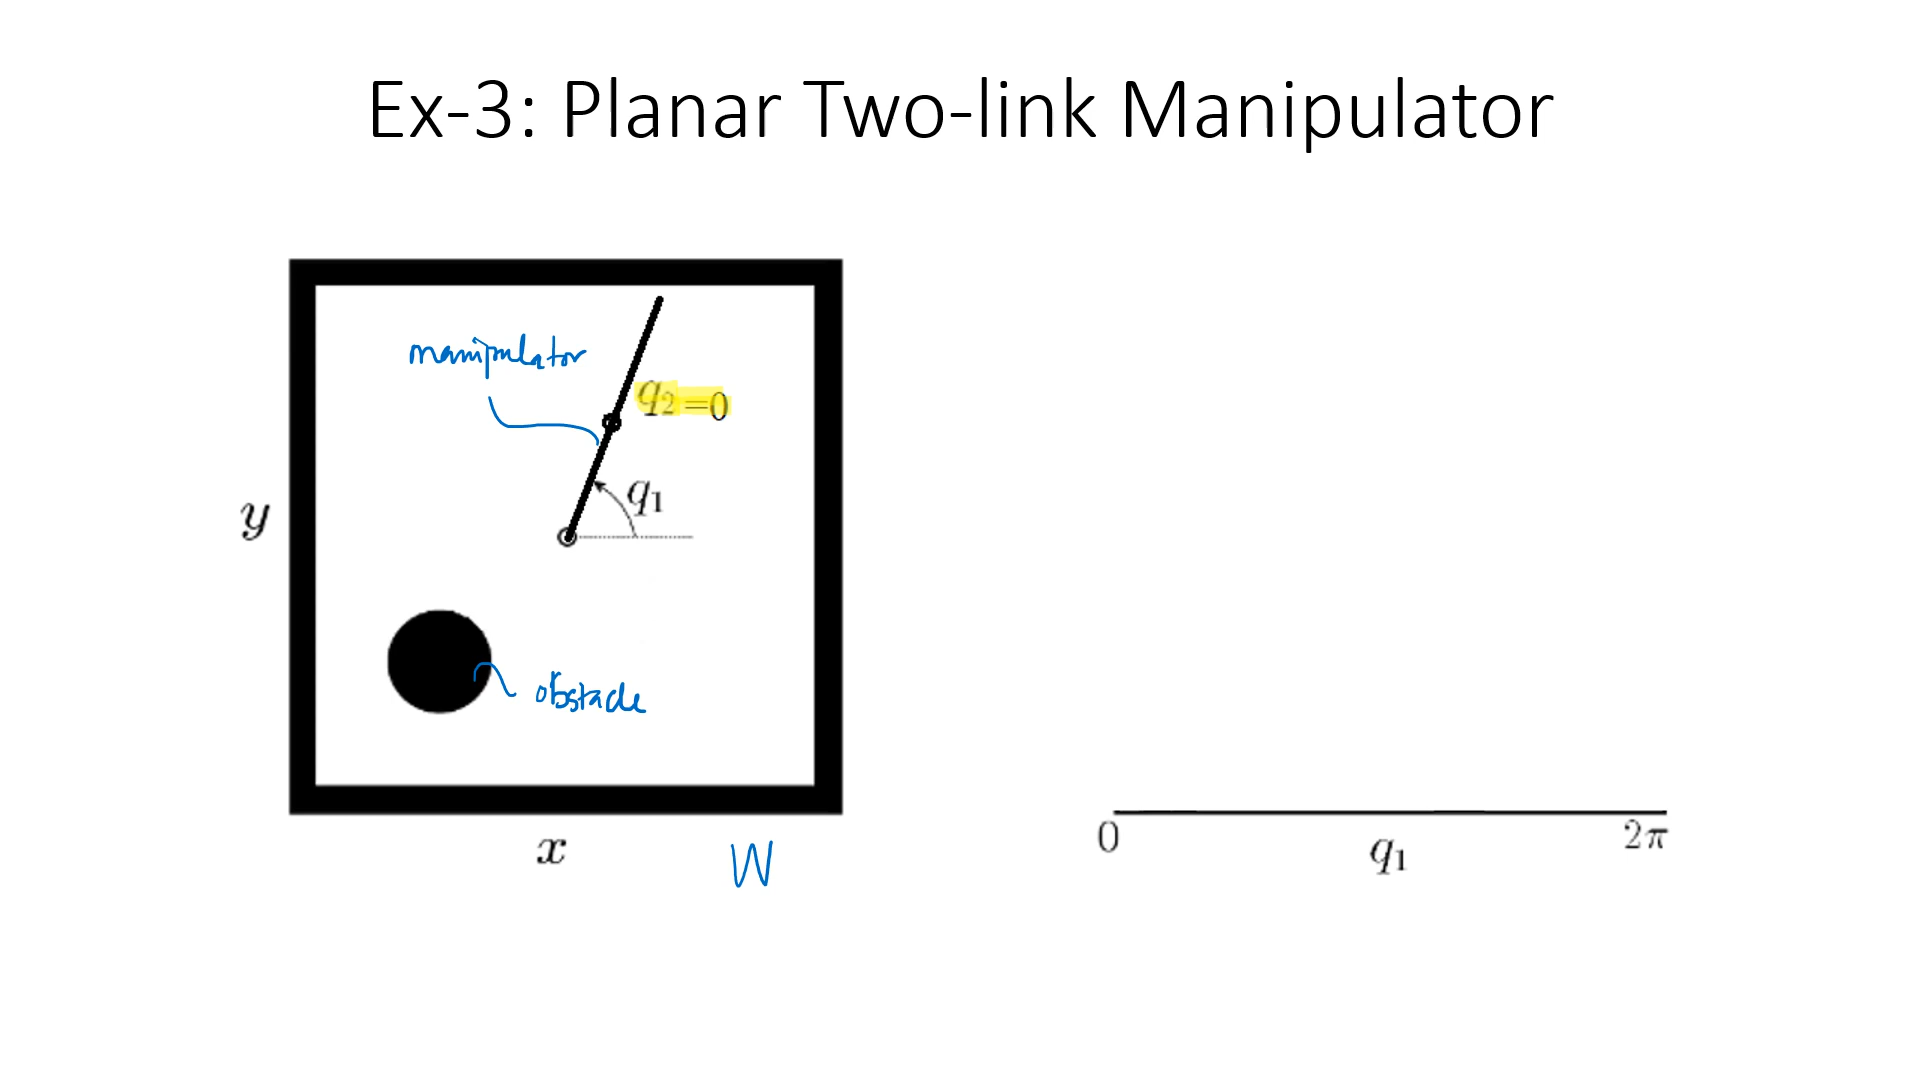 Ex-3: Planar Two-link Manipulator
manipulator
q₂=0
q₁
y
obstacle
x
W
0
2π
q₁